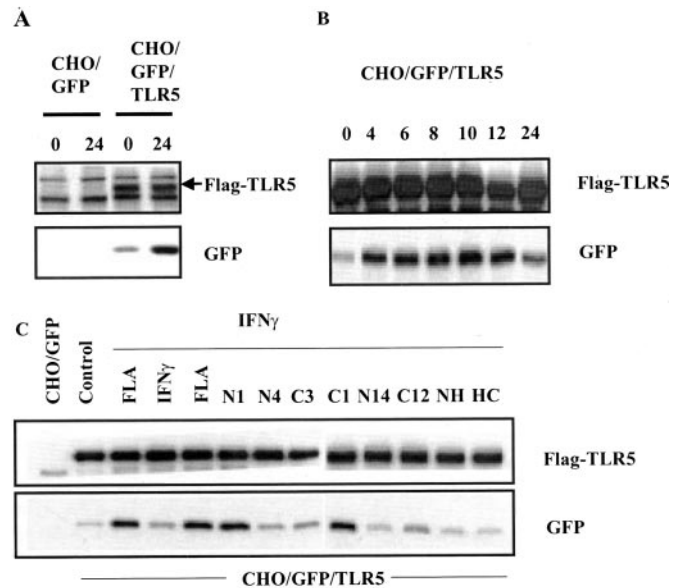 A
CHO/
GFP
CHO/
GFP/
TLR5
0 24 0 24
Flag-TLR5
GFP
B
CHO/GFP/TLR5
0 4 6 8 10 12 24
Flag-TLR5
GFP
C
IFNγ
CHO/GFP
Control
FLA
IFNγ
FLA
N1 N4 C3 C1 N14 C12 NH HC
Flag-TLR5
GFP
CHO/GFP/TLR5